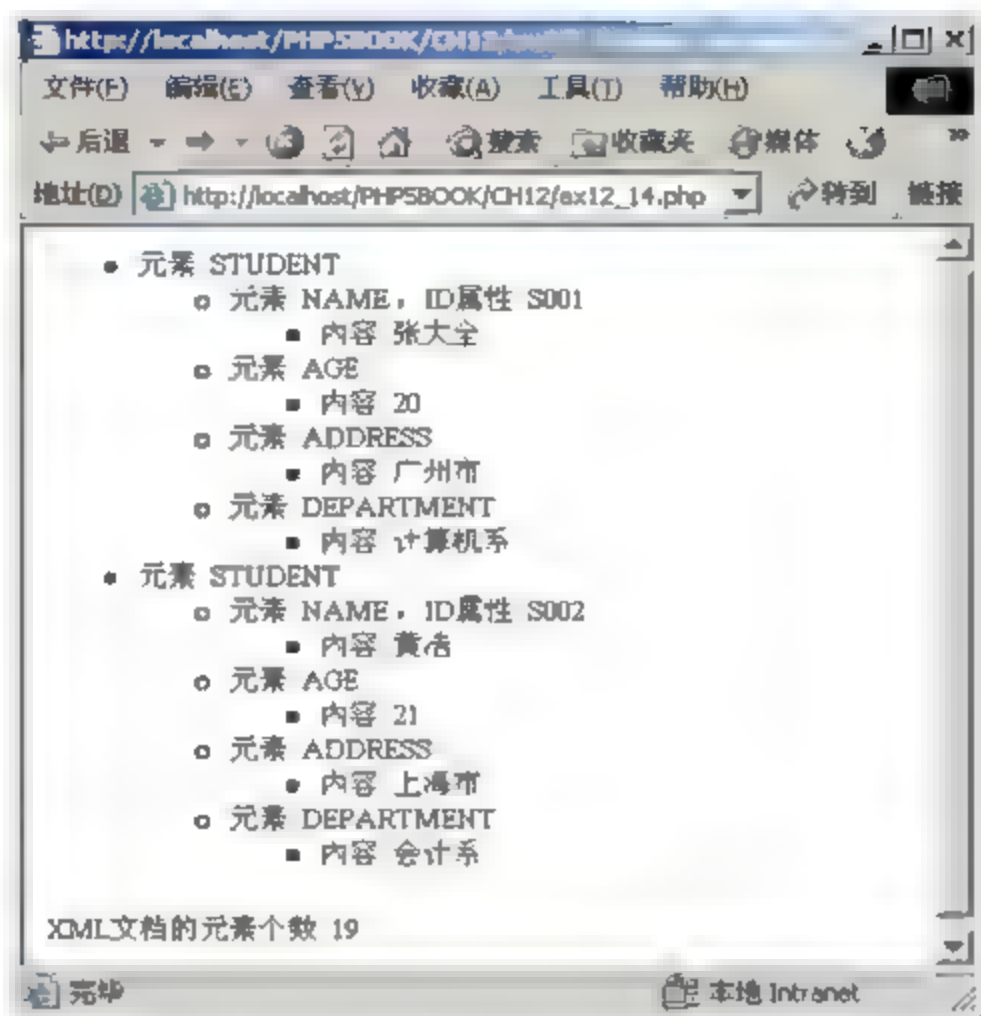 http://localhost/PHP5BOOK/CH12/
文件(F) 编辑(E) 查看(V) 收藏(A) 工具(T) 帮助(H)
后退 搜索 收藏夹 媒体 »
地址(D) http://localhost/PHP5BOOK/CH12/ex12_14.php 转到 链接
• 元素 STUDENT
o 元素 NAME，ID属性 S001
▪ 内容 张大全
o 元素 AGE
▪ 内容 20
o 元素 ADDRESS
▪ 内容 广州市
o 元素 DEPARTMENT
▪ 内容 计算机系
• 元素 STUDENT
o 元素 NAME，ID属性 S002
▪ 内容 黄浩
o 元素 AGE
▪ 内容 21
o 元素 ADDRESS
▪ 内容 上海市
o 元素 DEPARTMENT
▪ 内容 会计系
XML文档的元素个数 19
完毕 本地 Intranet